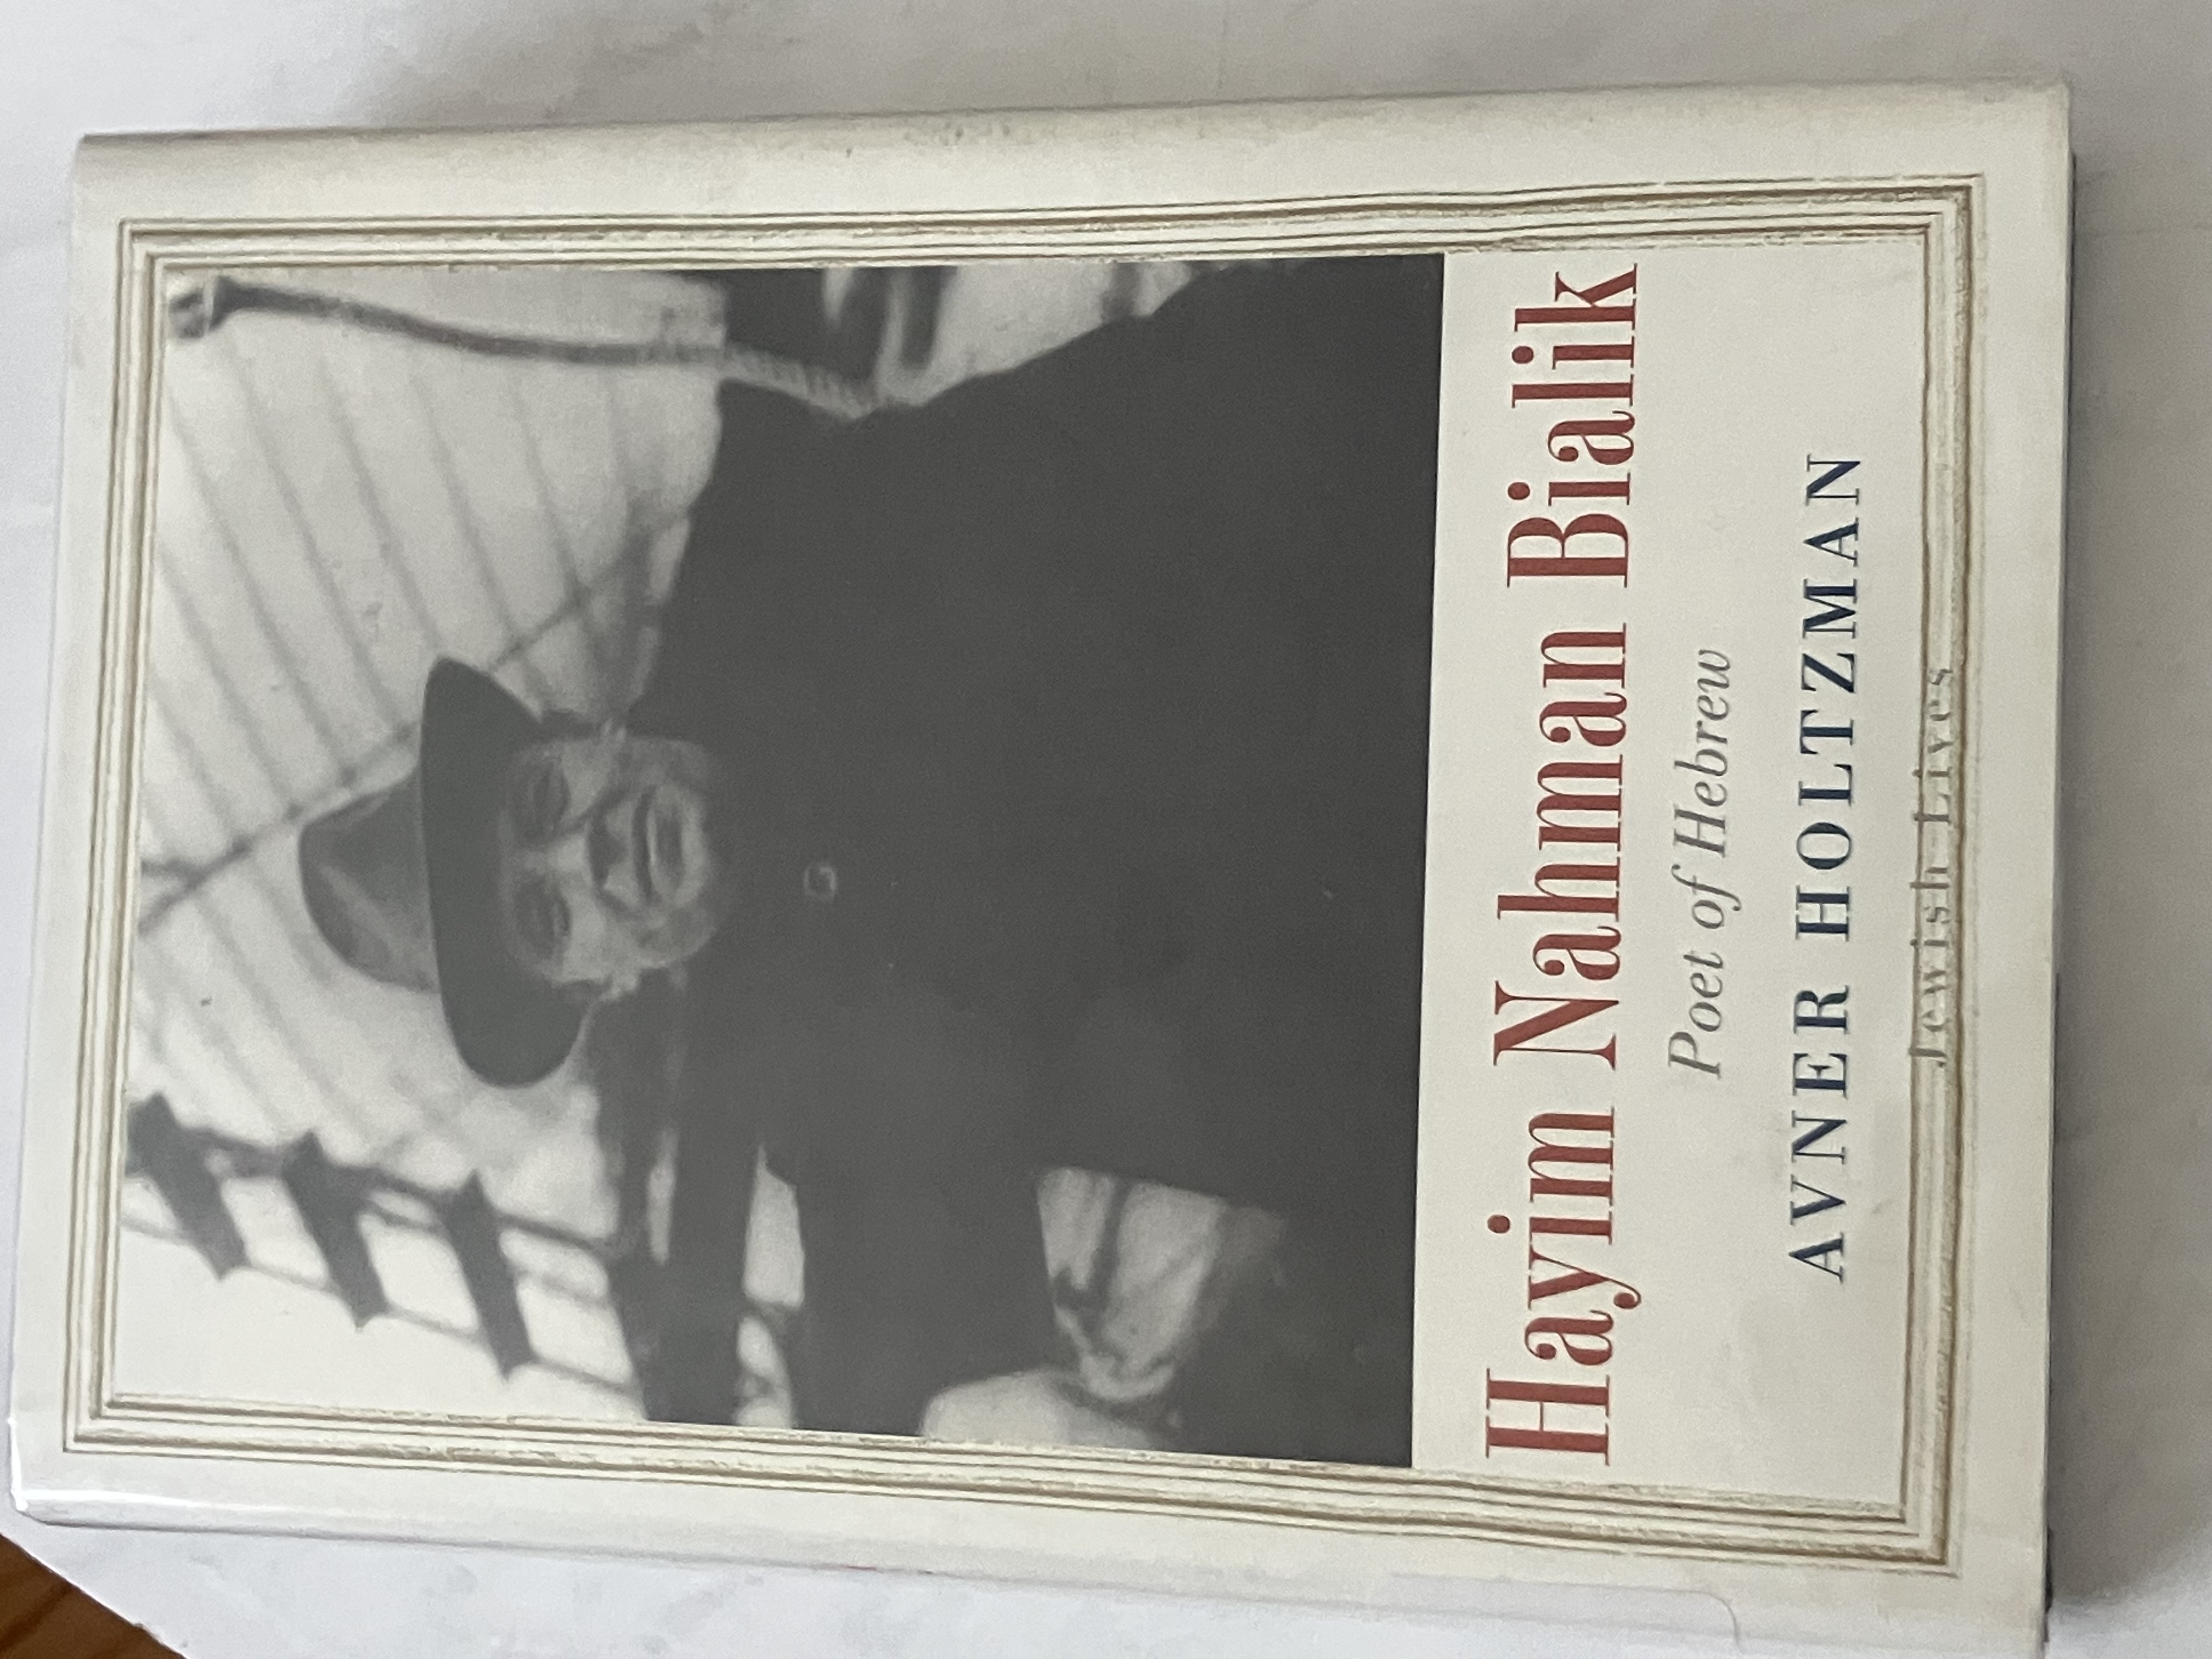 Hayim Nahman Bialik
Poet of Hebrew
AVNER HOLTZMAN
Jewish Lives